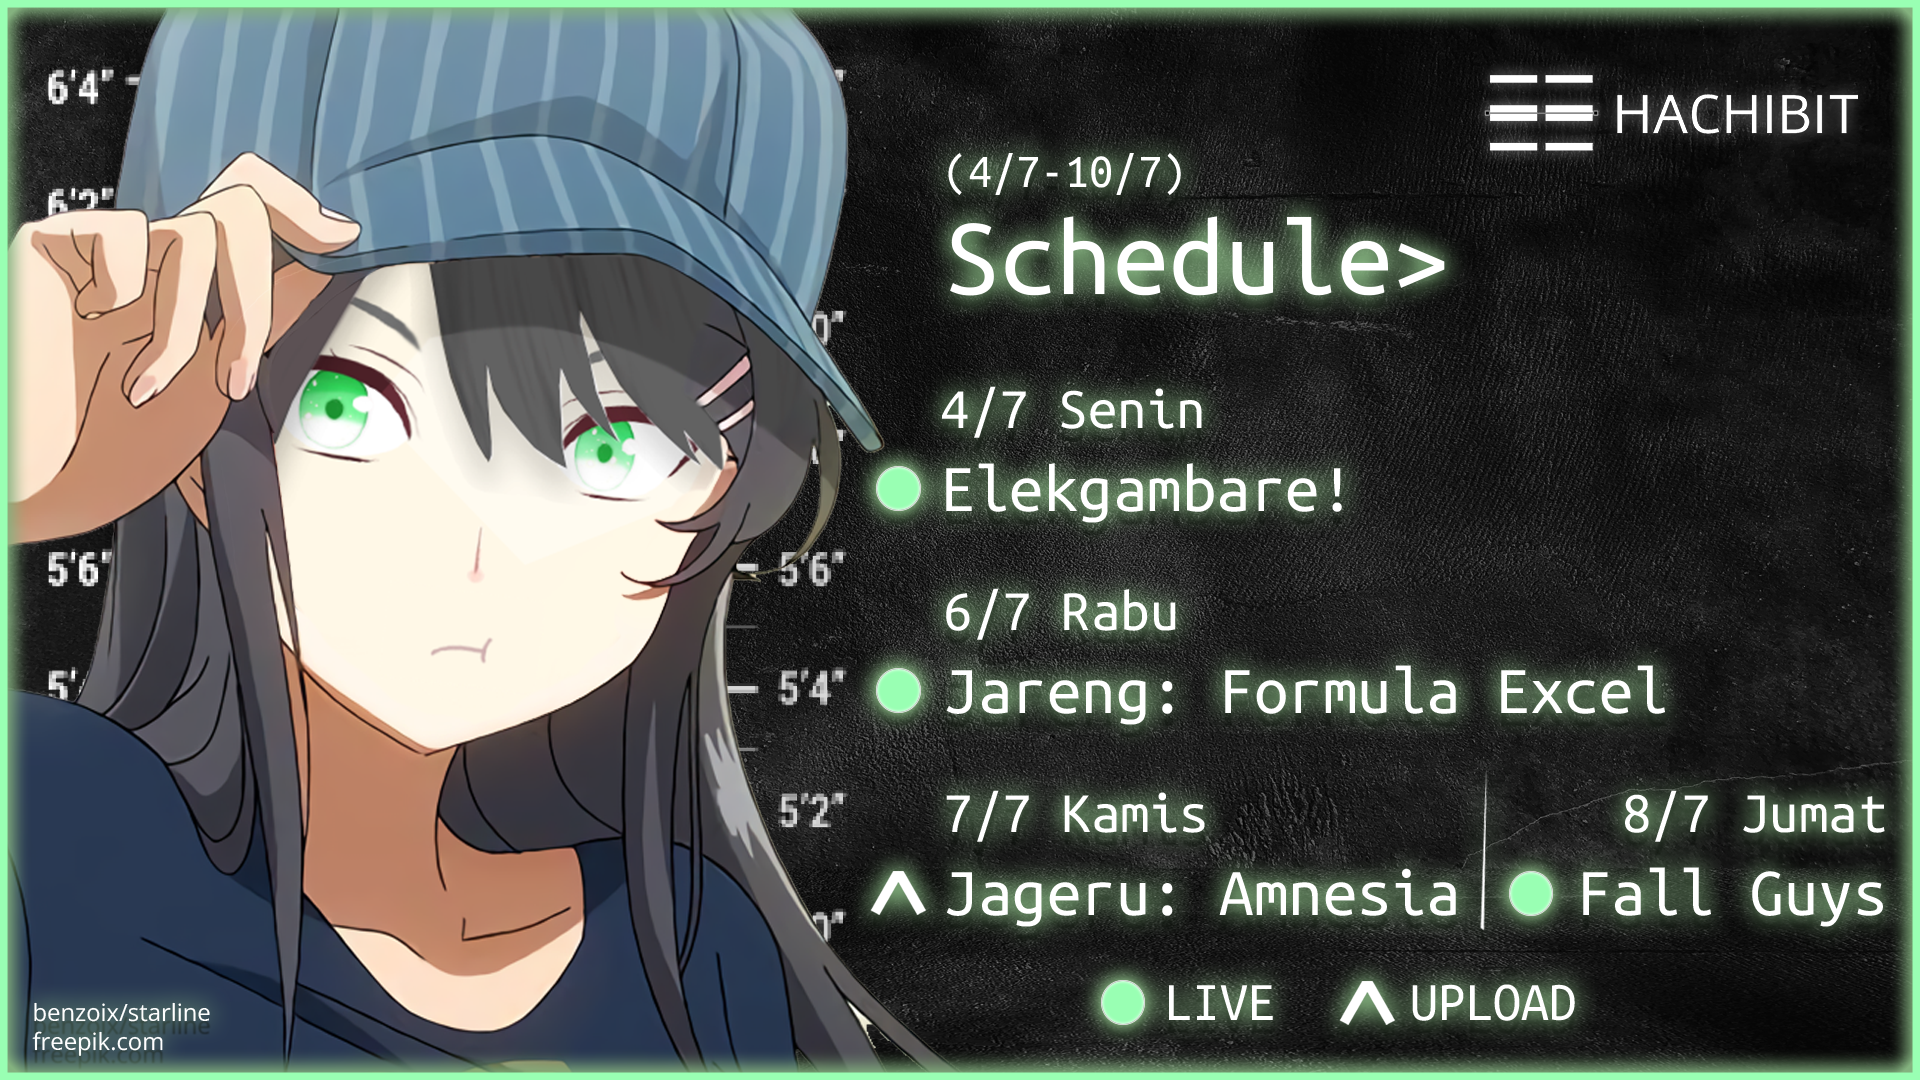 HACHIBIT
(4/7-10/7)
Schedule>
4/7 Senin
Elekgambare!
6/7 Rabu
Jareng: Formula Excel
7/7 Kamis
Jageru: Amnesia
8/7 Jumat
Fall Guys
LIVE
UPLOAD
6'4"
6'2"
5'6"
5'6"
5'4"
5'2"
benzoix/starline
freepik.com